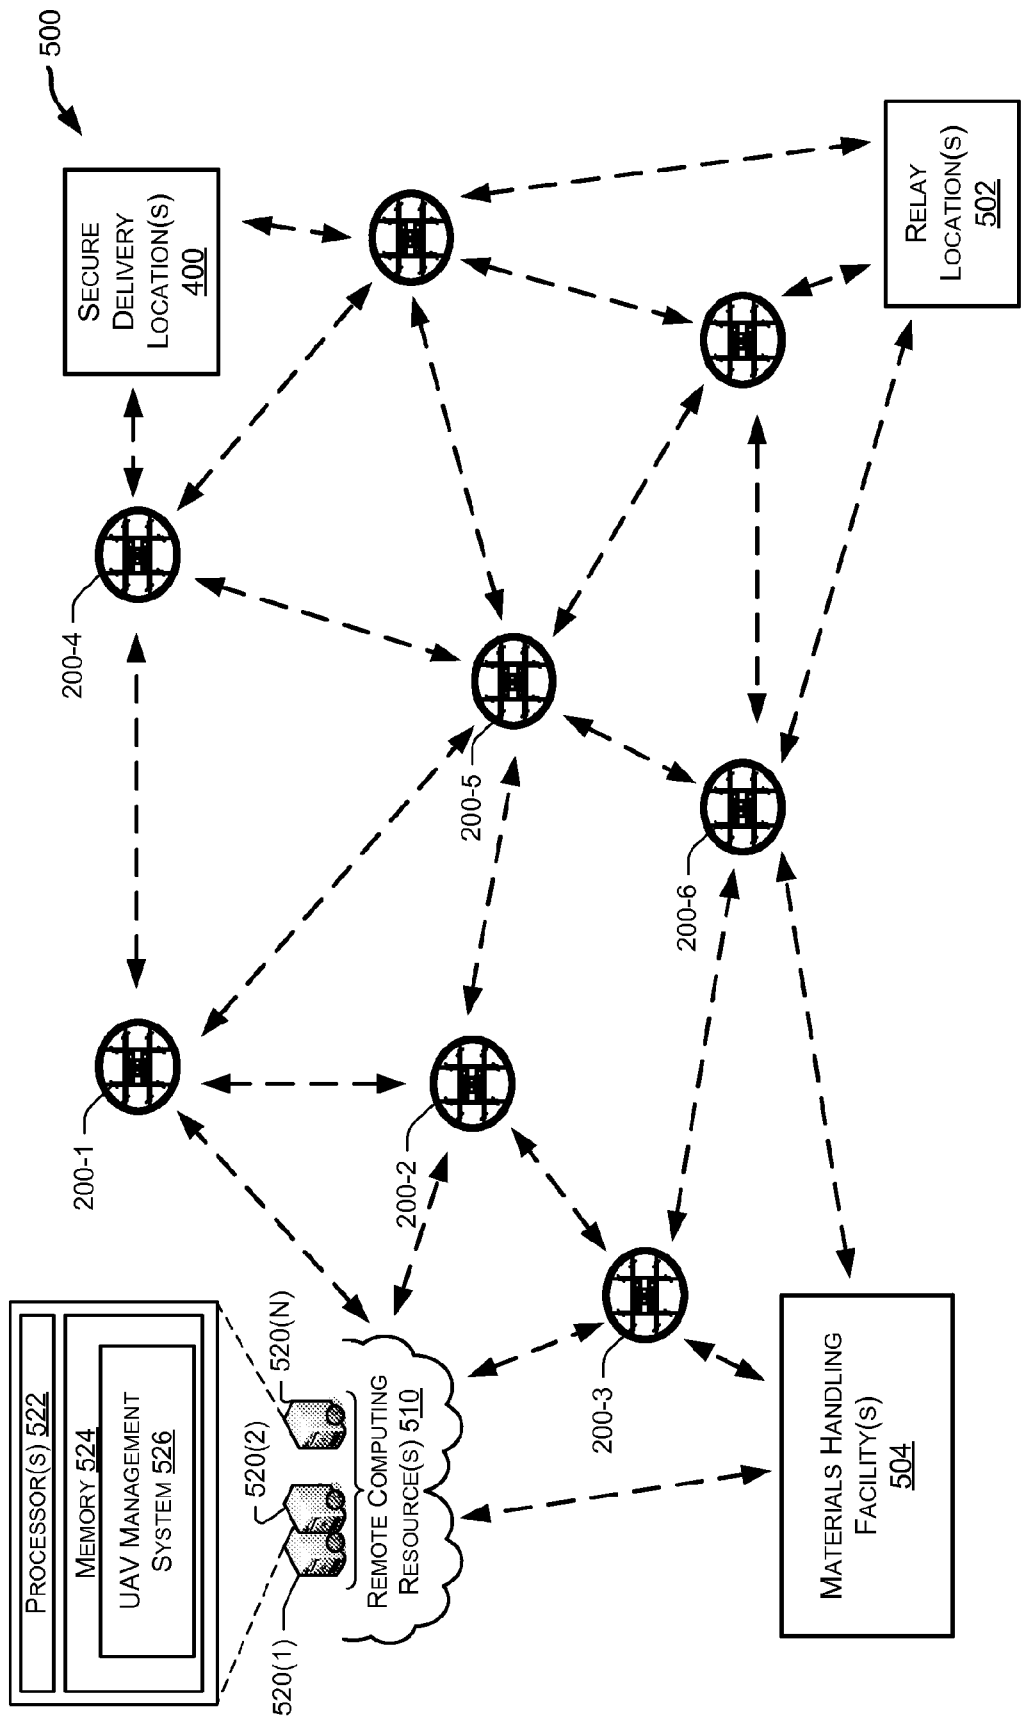 500
PROCESSOR(S) 522
MEMORY 524
UAV MANAGEMENT
SYSTEM 526
520(1)
520(2)
520(N)
REMOTE COMPUTING
RESOURCE(S) 510
200-1
200-4
SECURE
DELIVERY
LOCATION(S)
400
200-2
200-5
200-3
200-6
MATERIALS HANDLING
FACILITY(S)
504
RELAY
LOCATION(S)
502